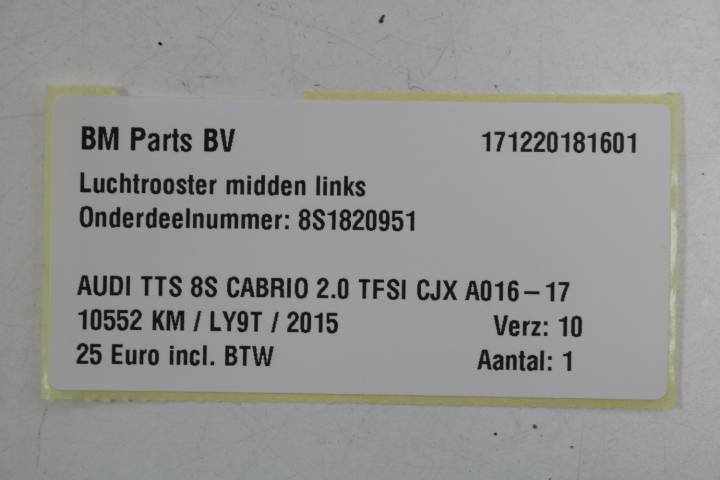 BM Parts BV 171220181601
Luchtrooster midden links
Onderdeelnummer: 8S1820951
AUDI TTS 8S CABRIO 2.0 TFSI CJX A016-17
10552 KM / LY9T / 2015 Verz: 10
25 Euro incl. BTW Aantal: 1